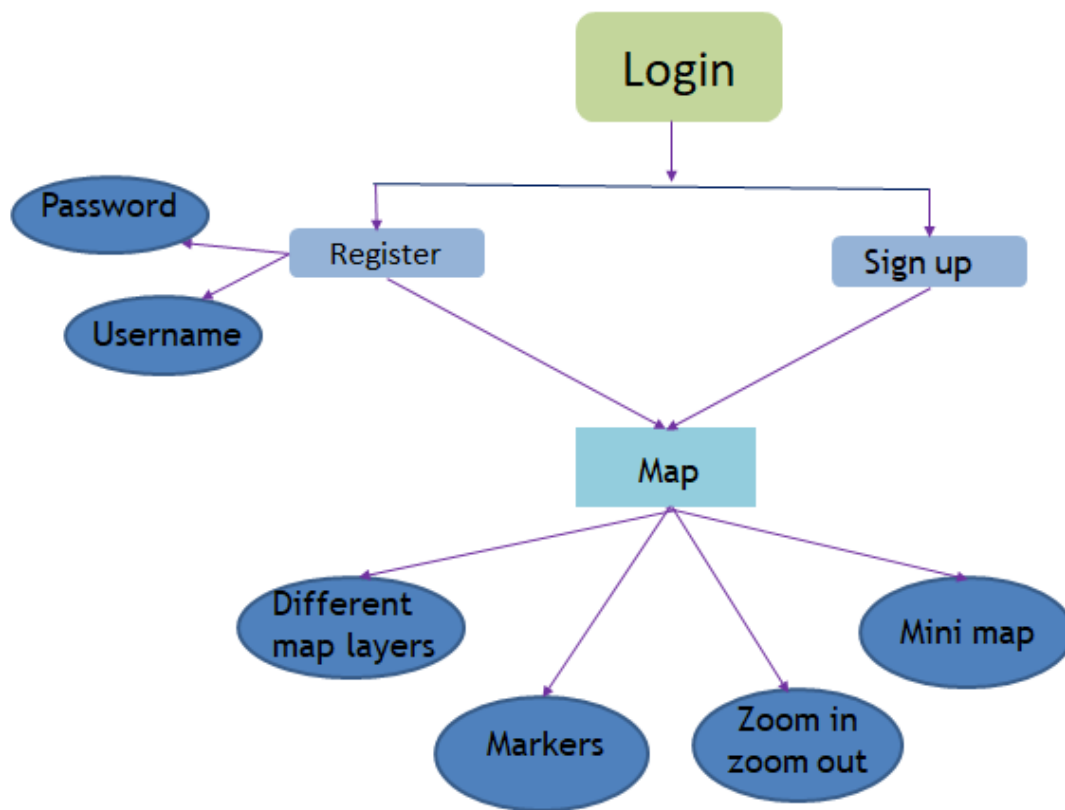 Login
Password
Register
Sign up
Username
Map
Different
map layers
Mini map
Markers
Zoom in
zoom out